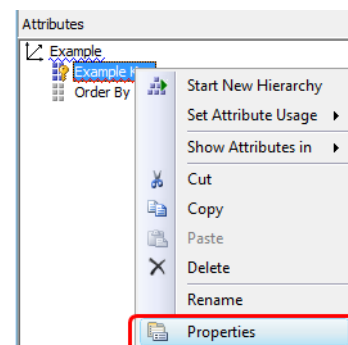 Attributes
Example
Example
Order By
Start New Hierarchy
Set Attribute Usage
Show Attributes in
Cut
Copy
Paste
Delete
Rename
Properties